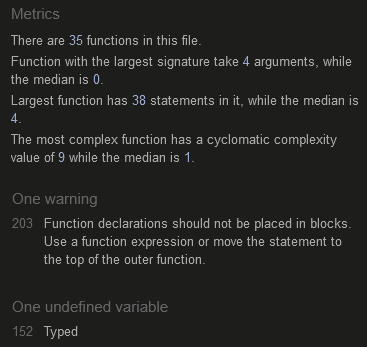 Metrics
There are 35 functions in this file.
Function with the largest signature take 4 arguments, while
the median is 0.
Largest function has 38 statements in it, while the median is
4.
The most complex function has a cyclomatic complexity
value of 9 while the median is 1.
One warning
203 Function declarations should not be placed in blocks.
Use a function expression or move the statement to
the top of the outer function.
One undefined variable
152 Typed